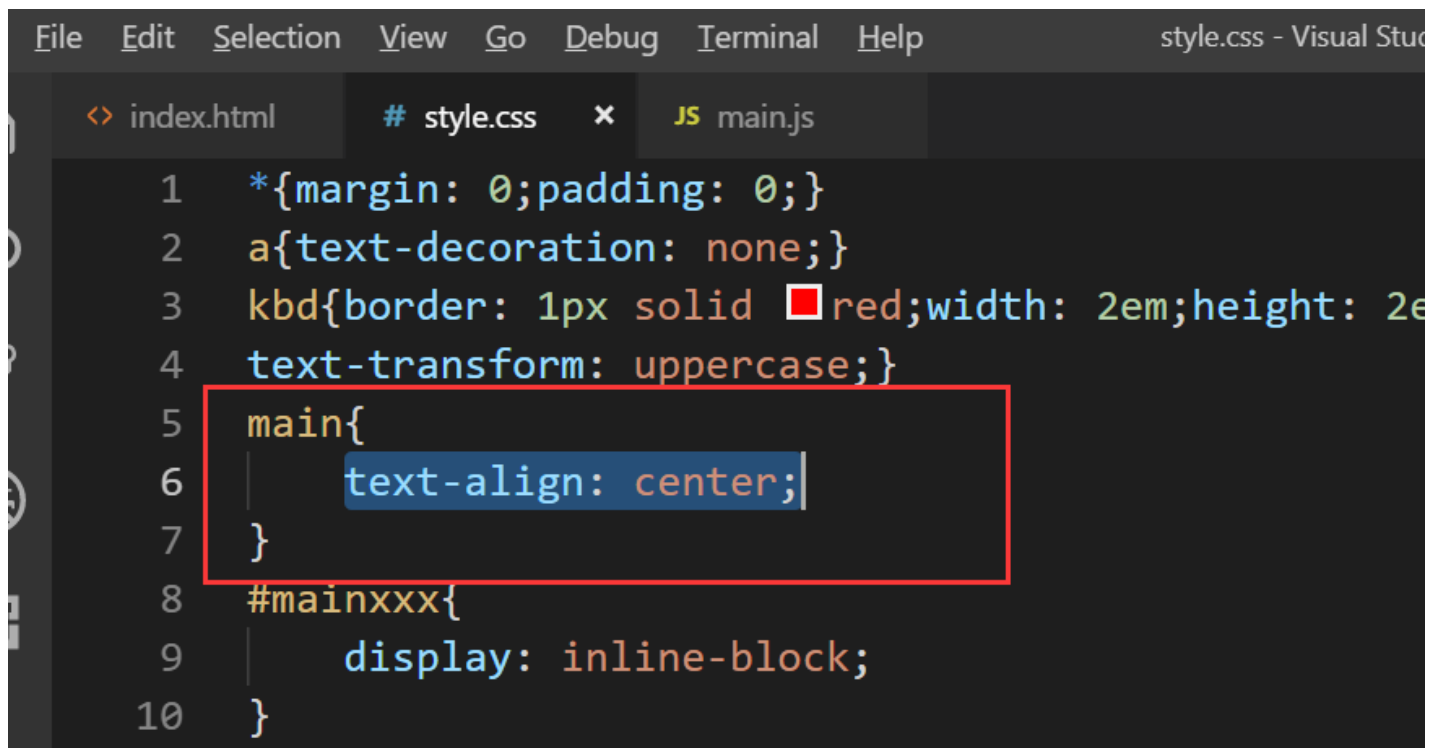 File Edit Selection View Go Debug Terminal Help style.css - Visual Stu
<> index.html # style.css × JS main.js
1 *{margin: 0;padding: 0;}
2 a{text-decoration: none;}
3 kbd{border: 1px solid red;width: 2em;height: 2e
4 text-transform: uppercase;}
5 main{
6 text-align: center;
7 }
8 #mainxxx{
9 display: inline-block;
10 }